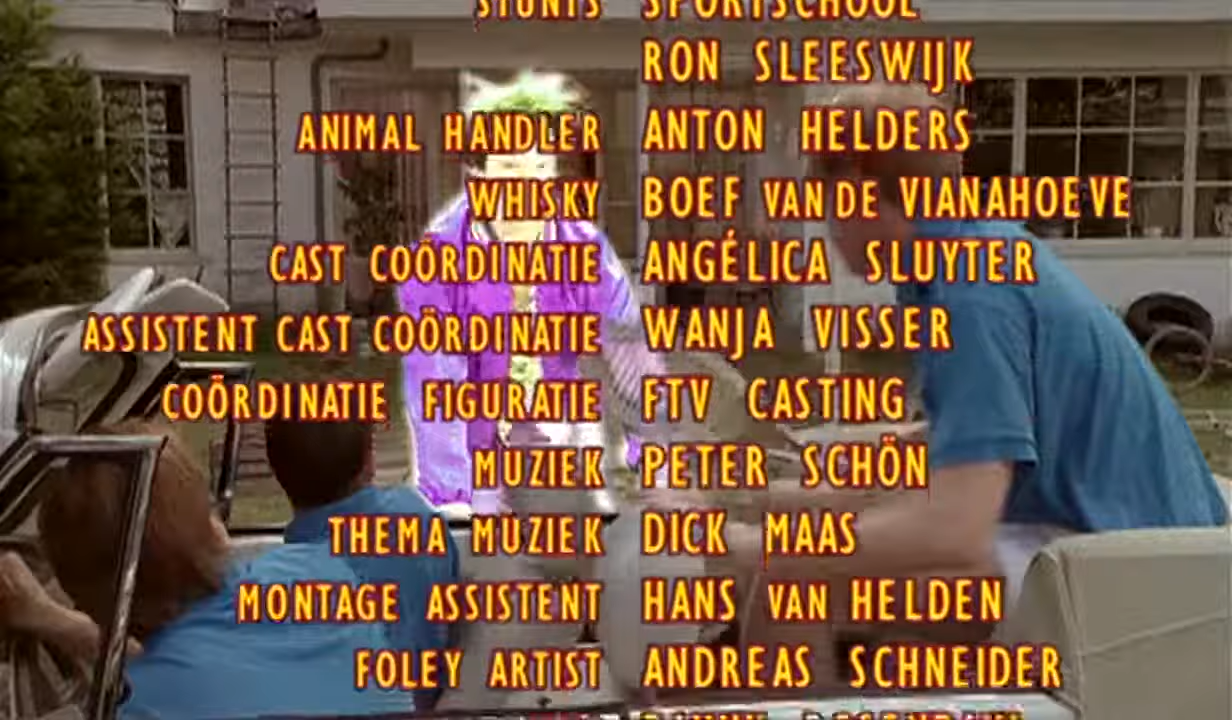 STUNTS SPORTSCHOOL
RON SLEESWIJK
ANIMAL HANDLER ANTON HELDERS
WHISKY BOEF VAN DE VIANAHOEVE
CAST COÖRDINATIE ANGÉLICA SLUYTER
ASSISTENT CAST COÖRDINATIE WANJA VISSER
COÖRDINATIE FIGURATIE FTV CASTING
MUZIEK PETER SCHÖN
THEMA MUZIEK DICK MAAS
MONTAGE ASSISTENT HANS VAN HELDEN
FOLEY ARTIST ANDREAS SCHNEIDER